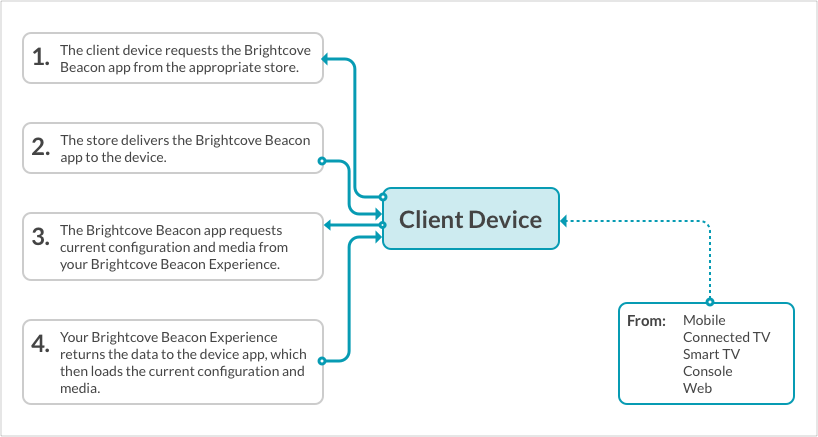 1. The client device requests the Brightcove
Beacon app from the appropriate store.
2. The store delivers the Brightcove Beacon
app to the device.
3. The Brightcove Beacon app requests
current configuration and media from
your Brightcove Beacon Experience.
4. Your Brightcove Beacon Experience
returns the data to the device app, which
then loads the current configuration and
media.
Client Device
From: Mobile
Connected TV
Smart TV
Console
Web